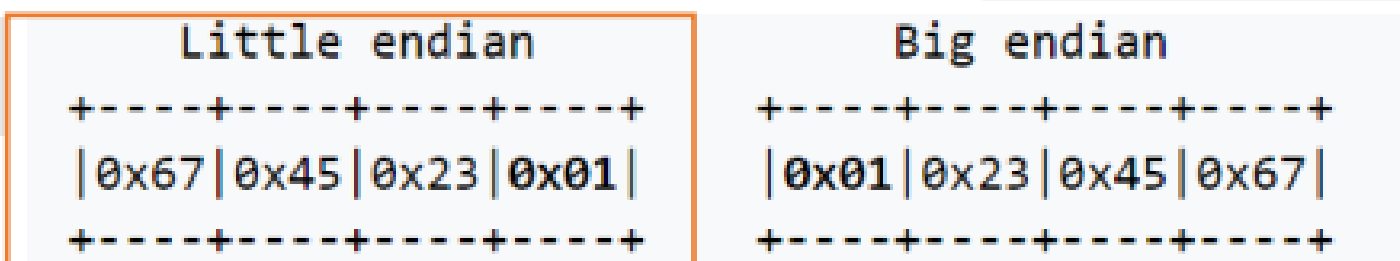 Little endian Big endian
+----+----+----+----+ +----+----+----+----+
|0x67|0x45|0x23|0x01| |0x01|0x23|0x45|0x67|
+----+----+----+----+ +----+----+----+----+